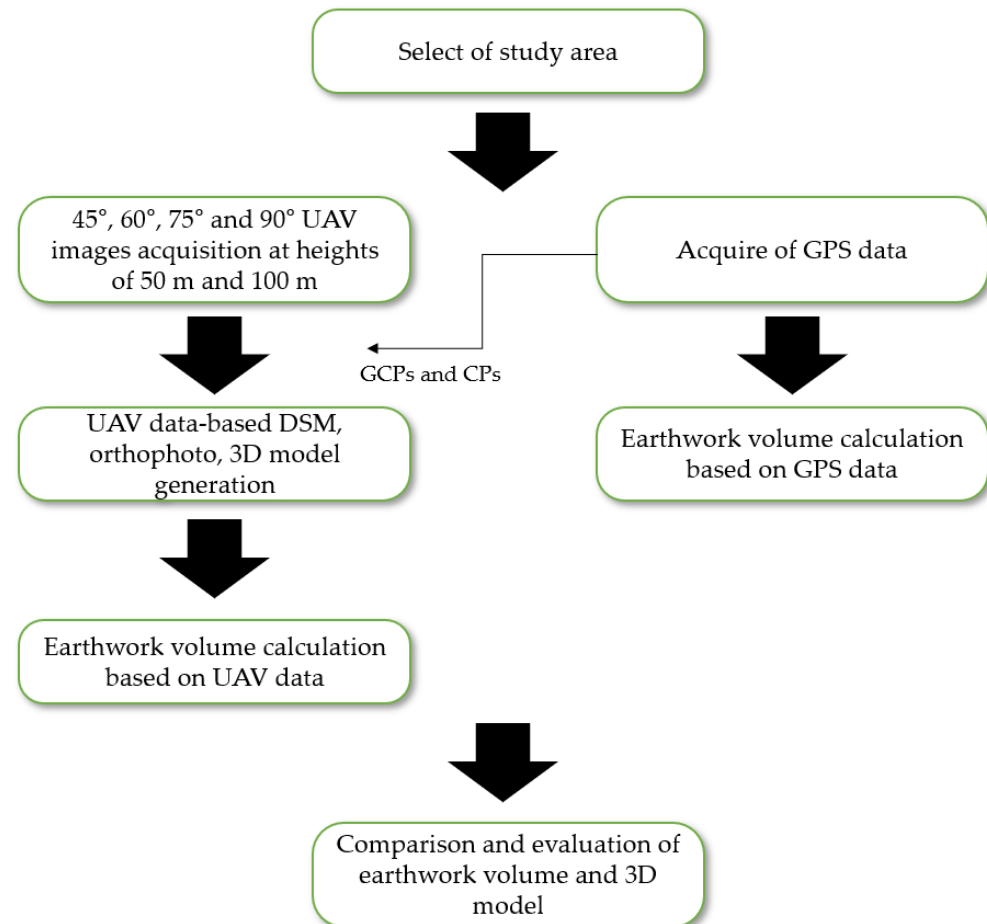 Select of study area
45°, 60°, 75° and 90° UAV
images acquisition at heights
of 50 m and 100 m
Acquire of GPS data
GCPs and CPs
UAV data-based DSM,
orthophoto, 3D model
generation
Earthwork volume calculation
based on GPS data
Earthwork volume calculation
based on UAV data
Comparison and evaluation of
earthwork volume and 3D
model